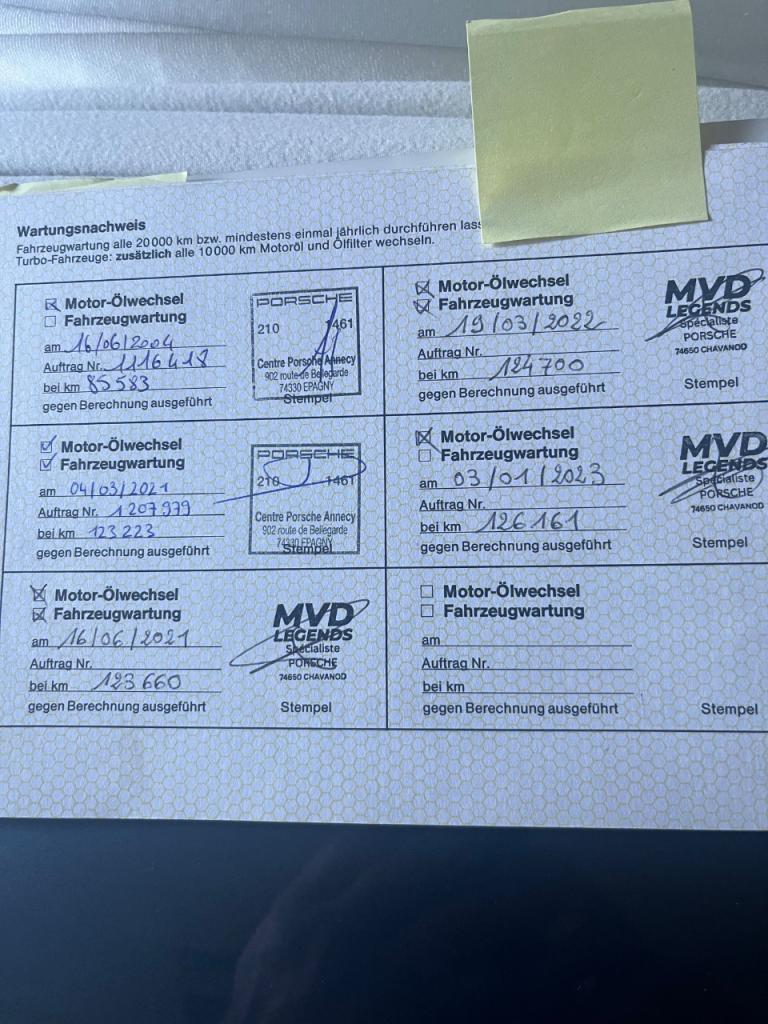 Wartungsnachweis
Fahrzeugwartung alle 20 000 km bzw. mindestens einmal jährlich durchführen lass
Turbo-Fahrzeuge: zusätzlich alle 10 000 km Motoröl und Ölfilter wechseln.
Motor-Ölwechsel
Fahrzeugwartung
am 16/06/2004
Auftrag Nr. 1116418
bei km 85583
gegen Berechnung ausgeführt
PORSCHE
210 1461
Centre Porsche Annecy
902 route de Bellegarde
74330 EPAGNY
Stempel
Motor-Ölwechsel
Fahrzeugwartung
am 04/03/2021
Auftrag Nr. 1207979
bei km 123223
gegen Berechnung ausgeführt
PORSCHE
210 1461
Centre Porsche Annecy
902 route de Bellegarde
74330 EPAGNY
Stempel
Motor-Ölwechsel
Fahrzeugwartung
am 16/06/2021
Auftrag Nr.
bei km 123660
gegen Berechnung ausgeführt
MVD
LEGENDS
Spécialiste
PORSCHE
74650 CHAVANOD
Stempel
Motor-Ölwechsel
Fahrzeugwartung
am 19/03/2022
Auftrag Nr.
bei km 124700
gegen Berechnung ausgeführt
MVD
LEGENDS
Spécialiste
PORSCHE
74650 CHAVANOD
Stempel
Motor-Ölwechsel
Fahrzeugwartung
am 03/01/2023
Auftrag Nr.
bei km 126161
gegen Berechnung ausgeführt
MVD
LEGENDS
Spécialiste
PORSCHE
74650 CHAVANOD
Stempel
Motor-Ölwechsel
Fahrzeugwartung
am
Auftrag Nr.
bei km
gegen Berechnung ausgeführt
Stempel